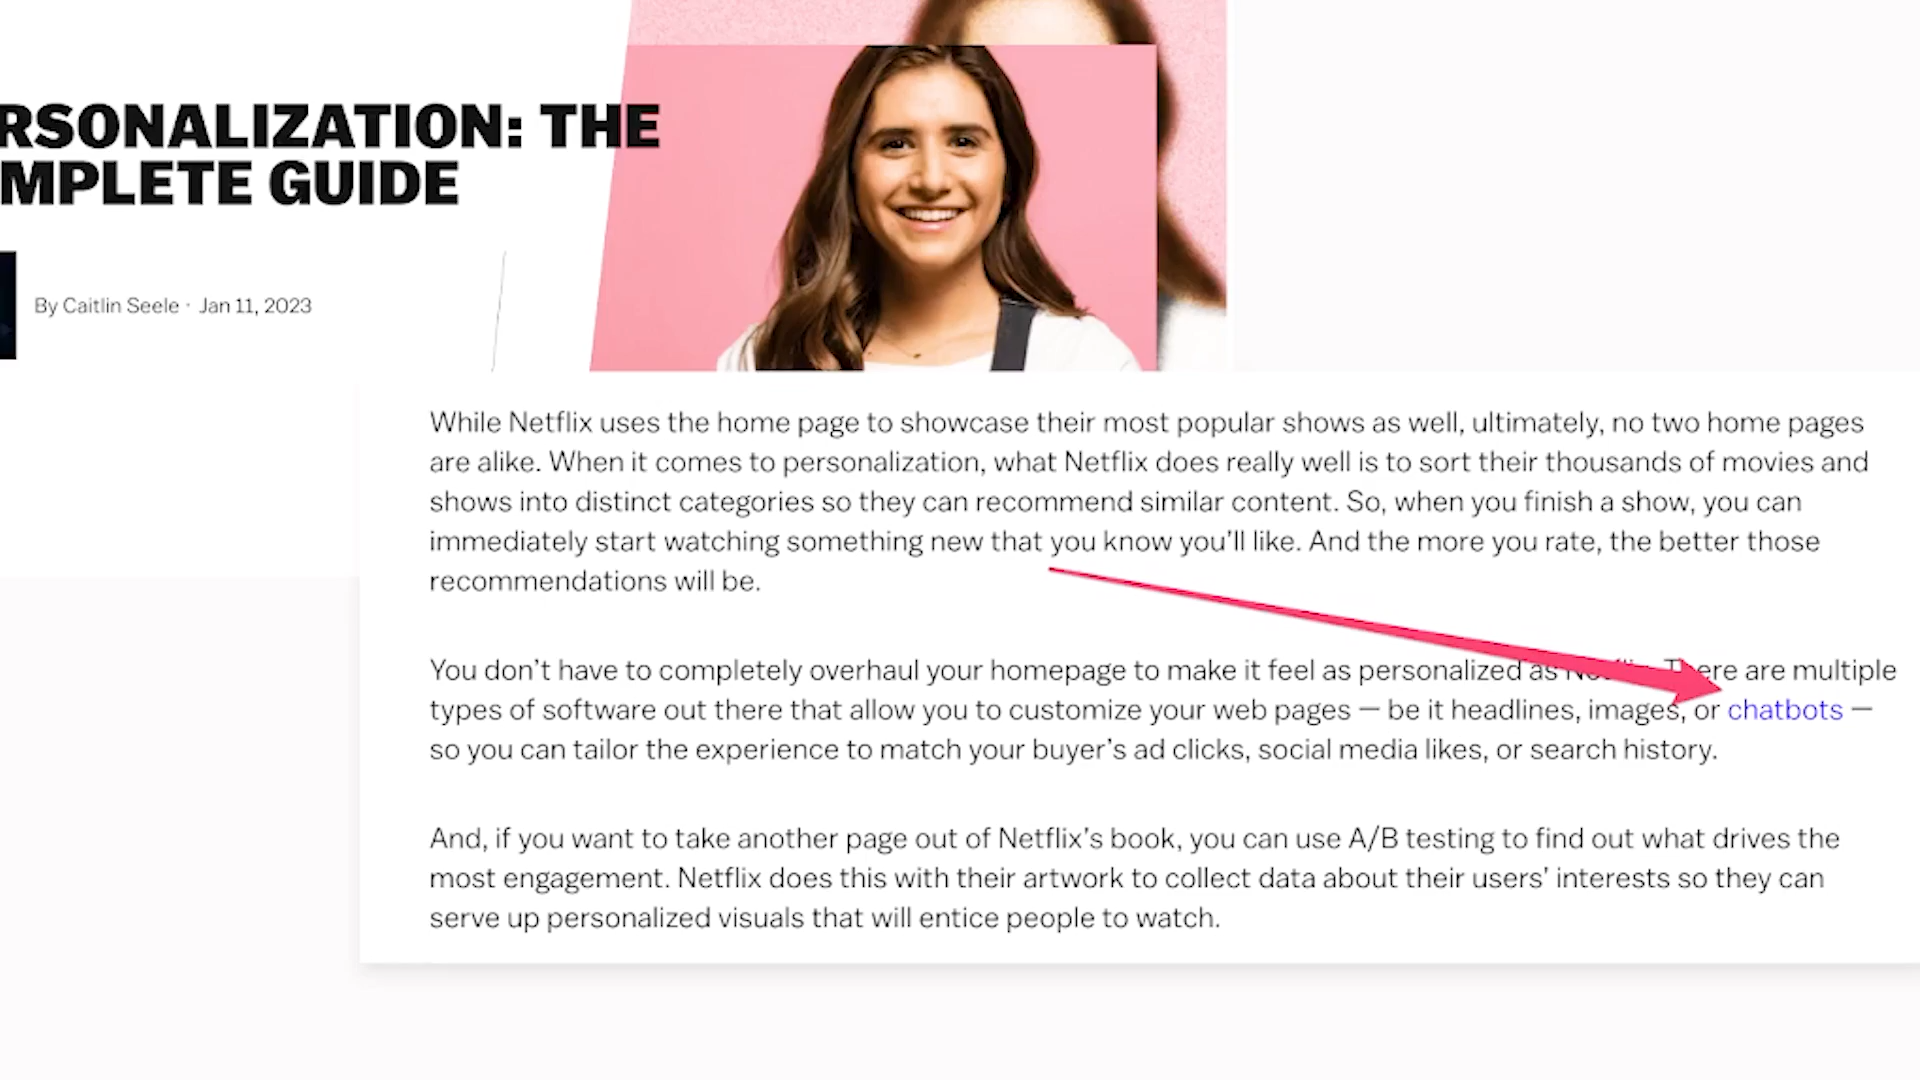 RSONALIZATION: THE
MPLETE GUIDE
By Caitlin Seele · Jan 11, 2023
While Netflix uses the home page to showcase their most popular shows as well, ultimately, no two home pages
are alike. When it comes to personalization, what Netflix does really well is to sort their thousands of movies and
shows into distinct categories so they can recommend similar content. So, when you finish a show, you can
immediately start watching something new that you know you’ll like. And the more you rate, the better those
recommendations will be.
You don’t have to completely overhaul your homepage to make it feel as personalized as There are multiple
types of software out there that allow you to customize your web pages — be it headlines, images, or chatbots —
so you can tailor the experience to match your buyer’s ad clicks, social media likes, or search history.
And, if you want to take another page out of Netflix’s book, you can use A/B testing to find out what drives the
most engagement. Netflix does this with their artwork to collect data about their users’ interests so they can
serve up personalized visuals that will entice people to watch.